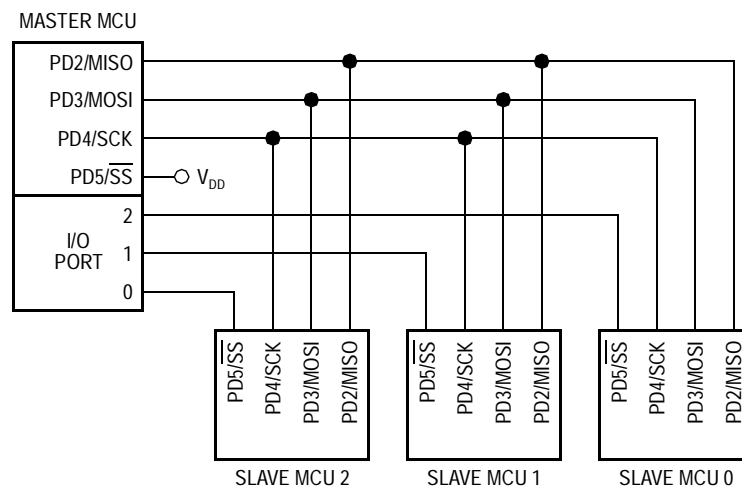 MASTER MCU
PD2/MISO
PD3/MOSI
PD4/SCK
PD5/SS
V_DD
I/O
PORT
2
1
0
PD5/SS
PD4/SCK
PD3/MOSI
PD2/MISO
PD5/SS
PD4/SCK
PD3/MOSI
PD2/MISO
PD5/SS
PD4/SCK
PD3/MOSI
PD2/MISO
SLAVE MCU 2
SLAVE MCU 1
SLAVE MCU 0